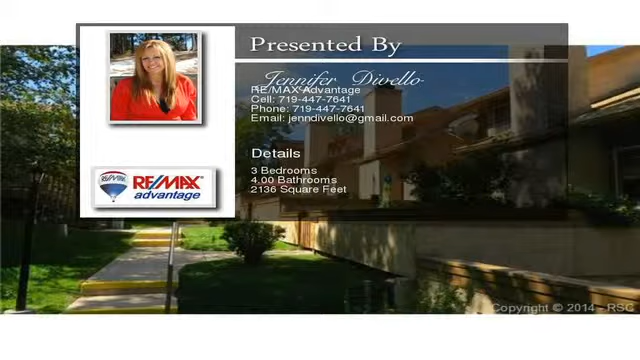 Presented By
Jennifer Divello
RE/MAX Advantage
Cell: 719-447-7641
Phone: 719-447-7641
Email: jenndivello@gmail.com
Details
3 Bedrooms
4.00 Bathrooms
2136 Square Feet
RE/MAX
advantage
Copyright © 2014 - RSC